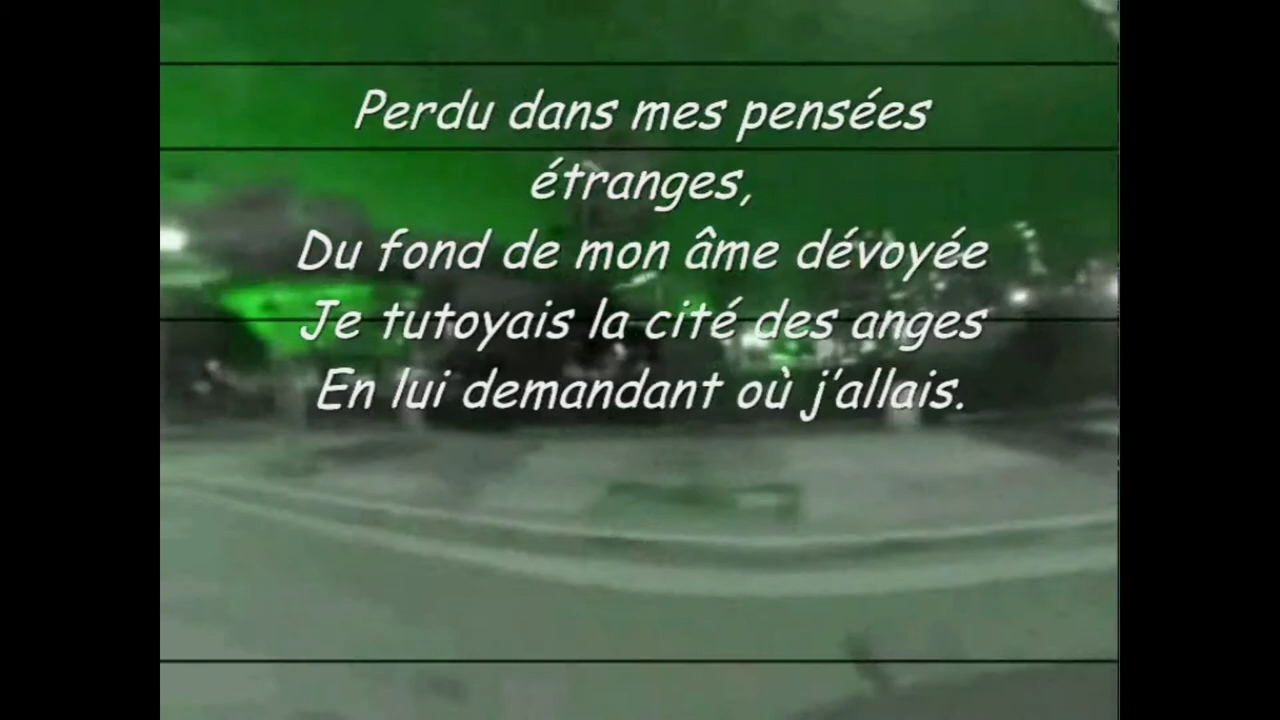 Perdu dans mes pensées
étranges,
Du fond de mon âme dévoyée
Je tutoyais la cité des anges
En lui demandant où j'allais.